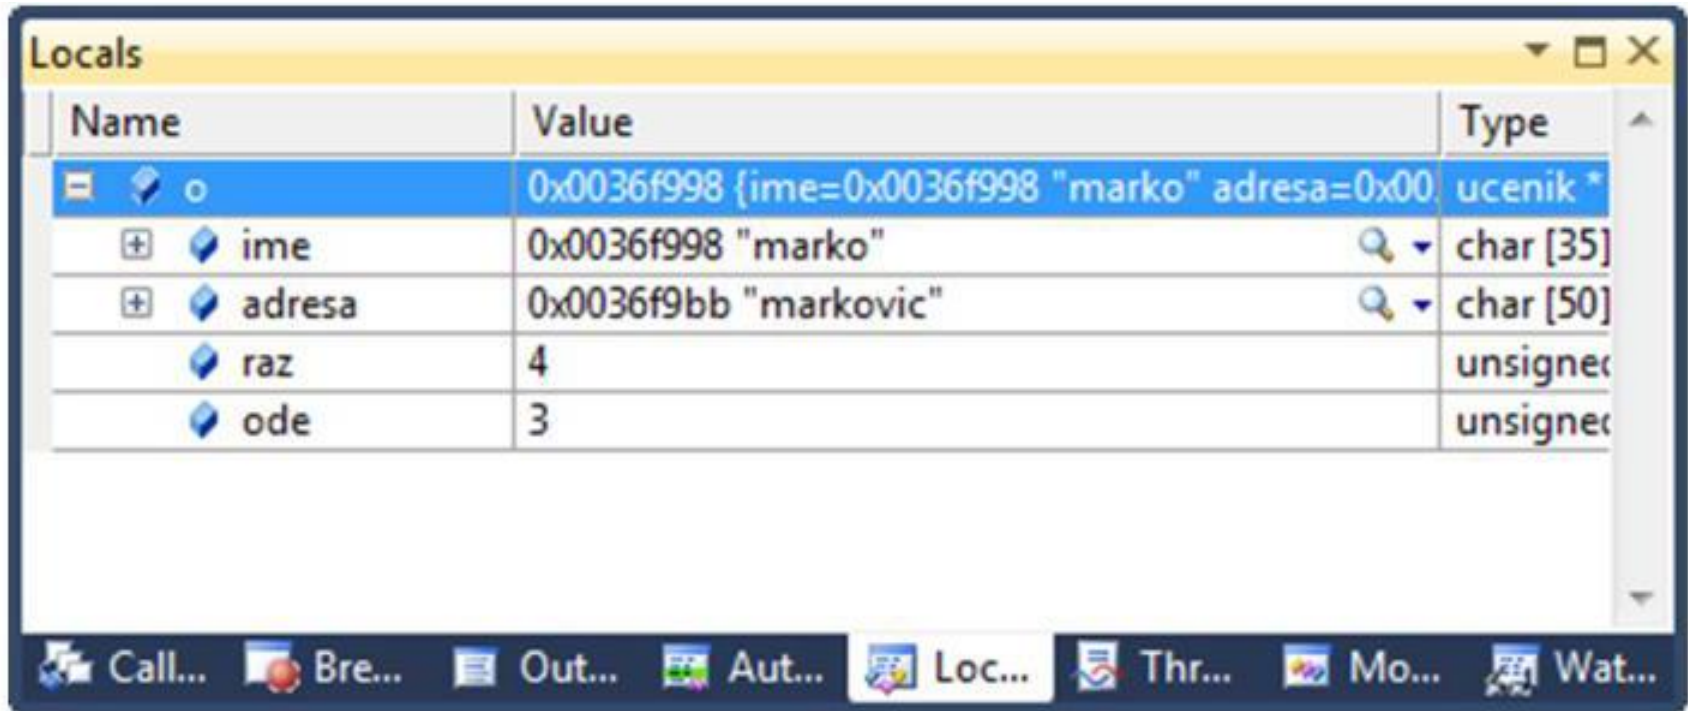 Locals
Name Value Type
o 0x0036f998 {ime=0x0036f998 "marko" adresa=0x00 ucenik *
ime 0x0036f998 "marko" char [35]
adresa 0x0036f9bb "markovic" char [50]
raz 4 unsigned
ode 3 unsigned
Call... Bre... Out... Aut... Loc... Thr... Mo... Wat...